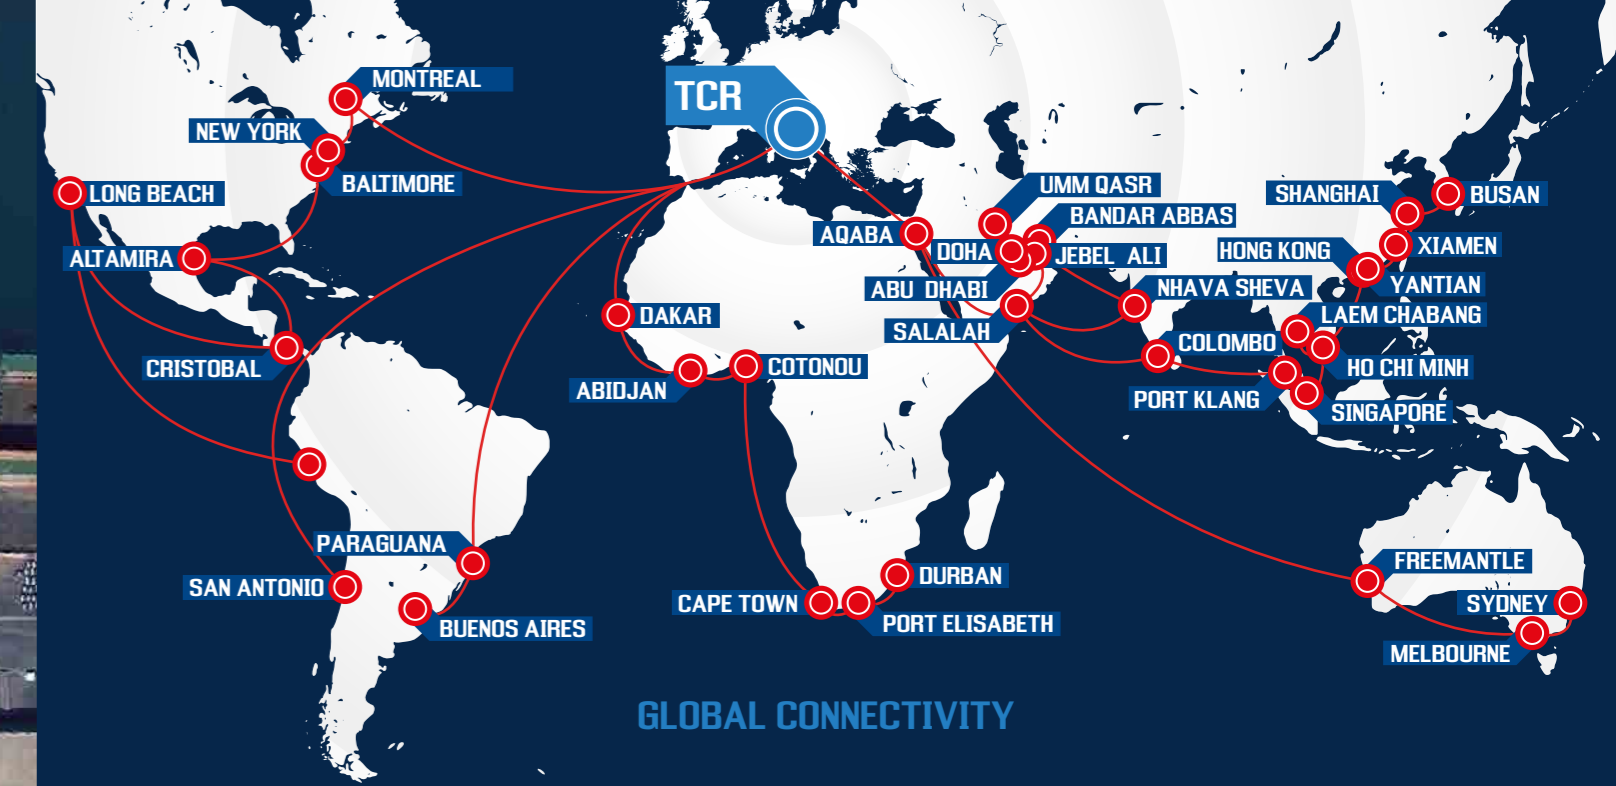 MONTREAL
TCR
NEW YORK
BALTIMORE
LONG BEACH
ALTAMIRA
CRISTOBAL
UMM QASR
BANDAR ABBAS
AQABA
DOHA
JEBEL ALI
ABU DHABI
NHAVA SHEVA
SALALAH
SHANGHAI
BUSAN
HONG KONG
XIAMEN
YANTIAN
LAEM CHABANG
COLOMBO
HO CHI MINH
PORT KLANG
SINGAPORE
DAKAR
ABIDJAN
COTONOU
PARAGUANA
SAN ANTONIO
BUENOS AIRES
CAPE TOWN
DURBAN
PORT ELISABETH
FREEMANTLE
SYDNEY
MELBOURNE
GLOBAL CONNECTIVITY